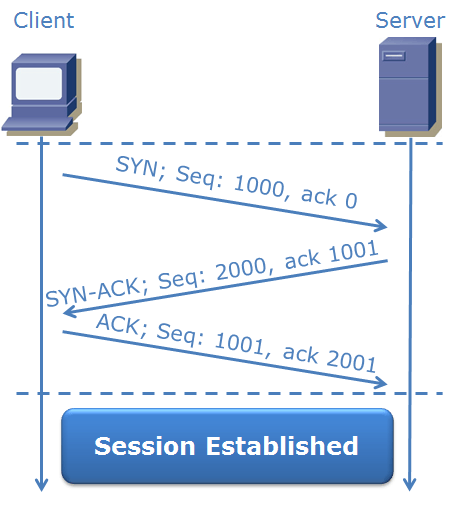 Client
Server
SYN; Seq: 1000, ack 0
SYN-ACK; Seq: 2000, ack 1001
ACK; Seq: 1001, ack 2001
Session Established